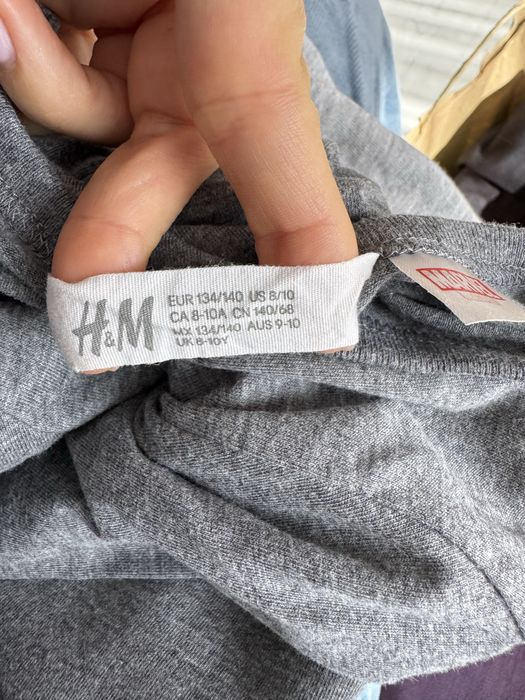 H&M
EUR 134/140 US 8/10
CA 8-10A CN 140/68
MX 134/140 AUS 9-10
UK 8-10Y
MARVEL